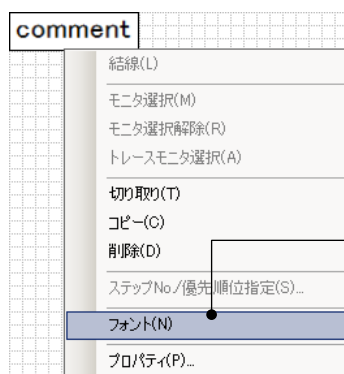 comment
結線(L)
モニタ選択(M)
モニタ選択解除(R)
トレースモニタ選択(A)
切り取り(T)
コピー(C)
削除(D)
ステップNo/優先順位指定(S)...
フォント(N)
プロパティ(P)...